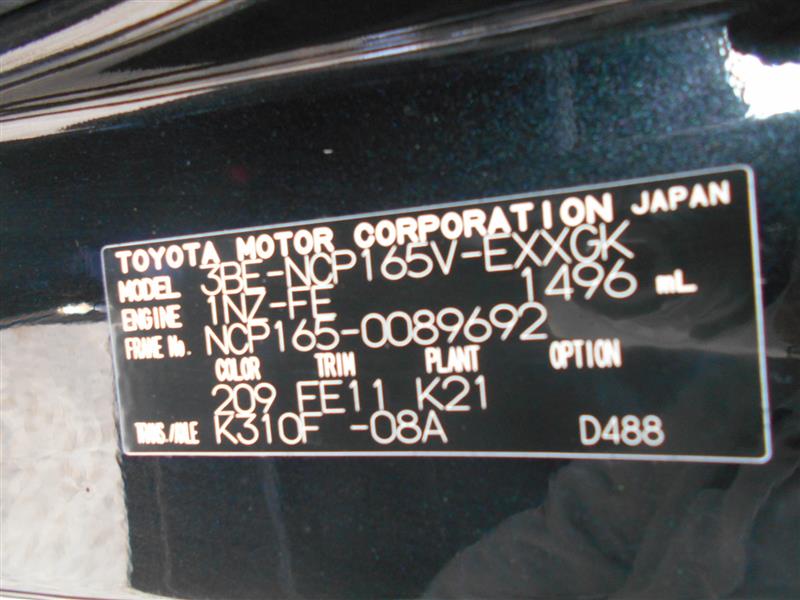 TOYOTA MOTOR CORPORATION JAPAN
MODEL 3BE-NCP165V-EXXGK
ENGINE 1NZ-FE 1496 mL
FRAME No. NCP165-0089692
COLOR TRIM PLANT OPTION
209 FE11 K21
TRANS./AXLE K310F -08A D488